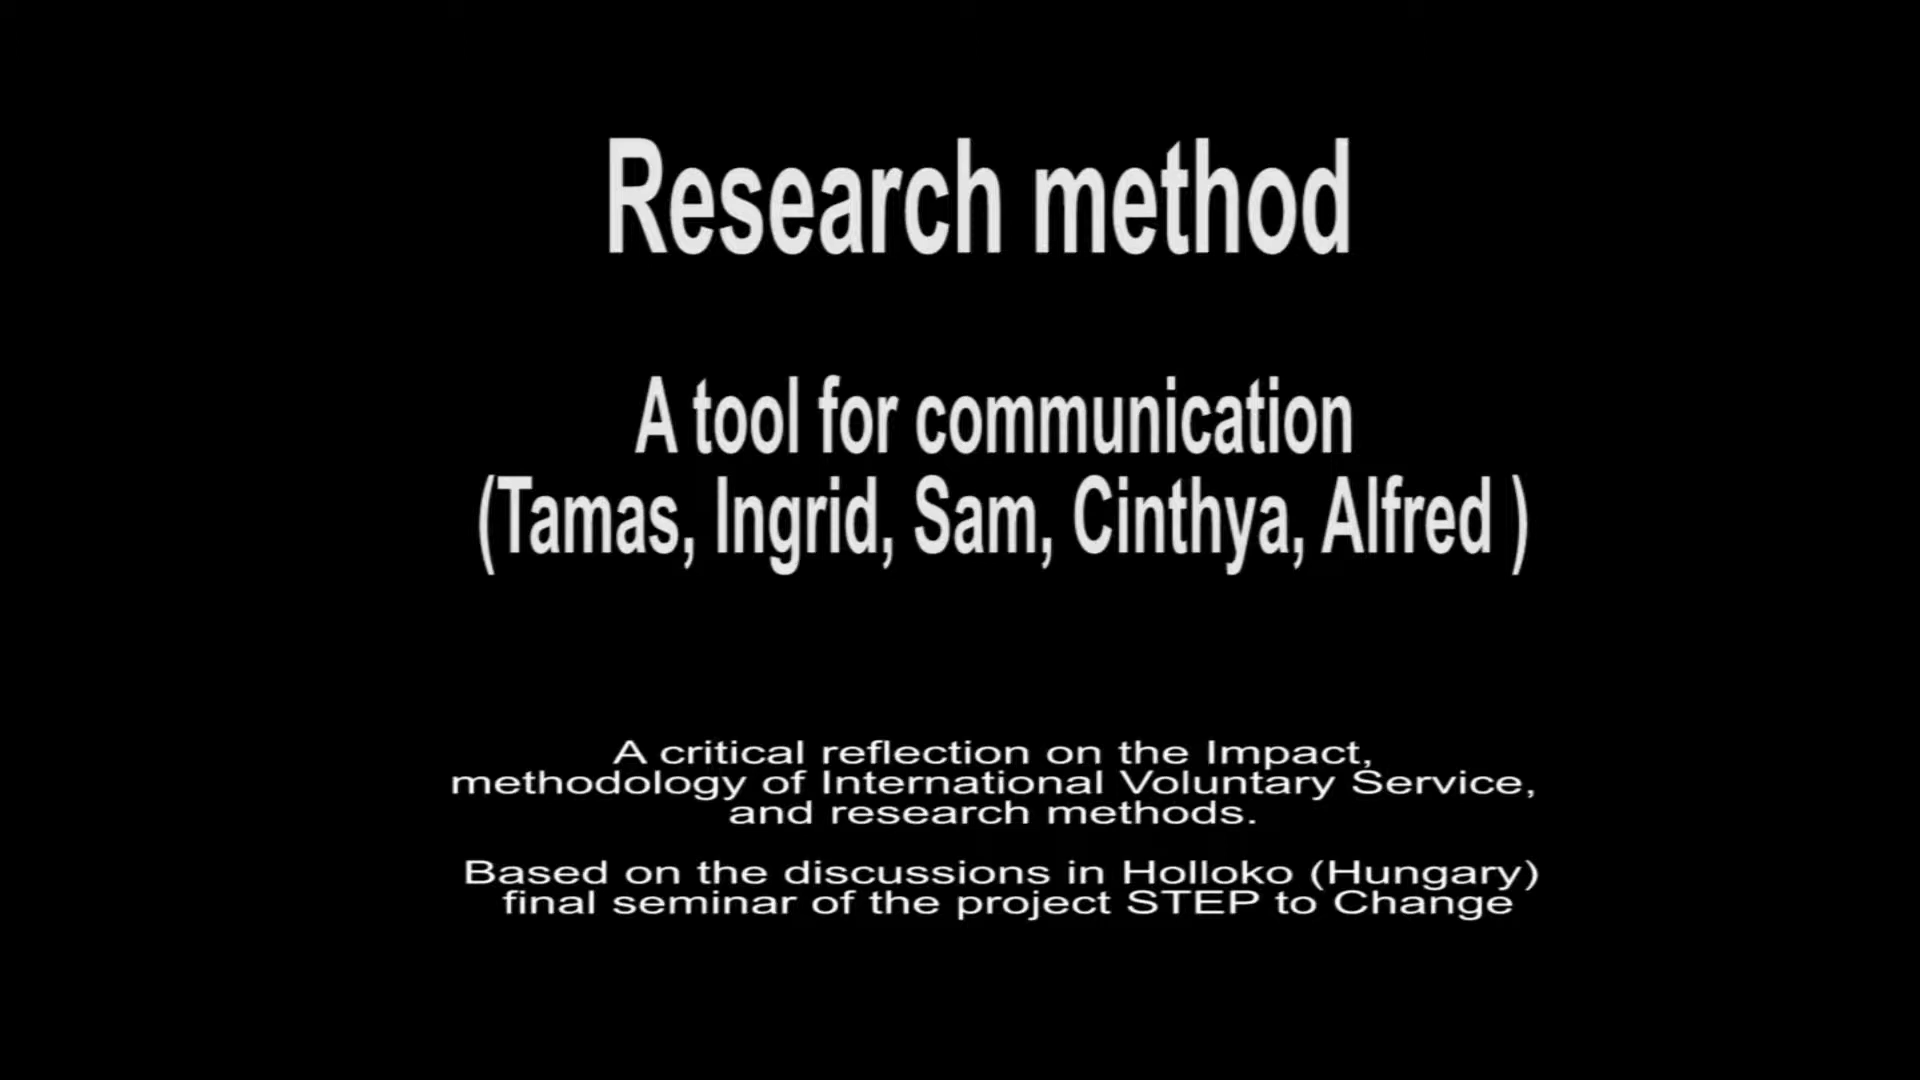 Research method
A tool for communication
(Tamas, Ingrid, Sam, Cinthya, Alfred )
A critical reflection on the Impact,
methodology of International Voluntary Service,
and research methods.
Based on the discussions in Holloko (Hungary)
final seminar of the project STEP to Change